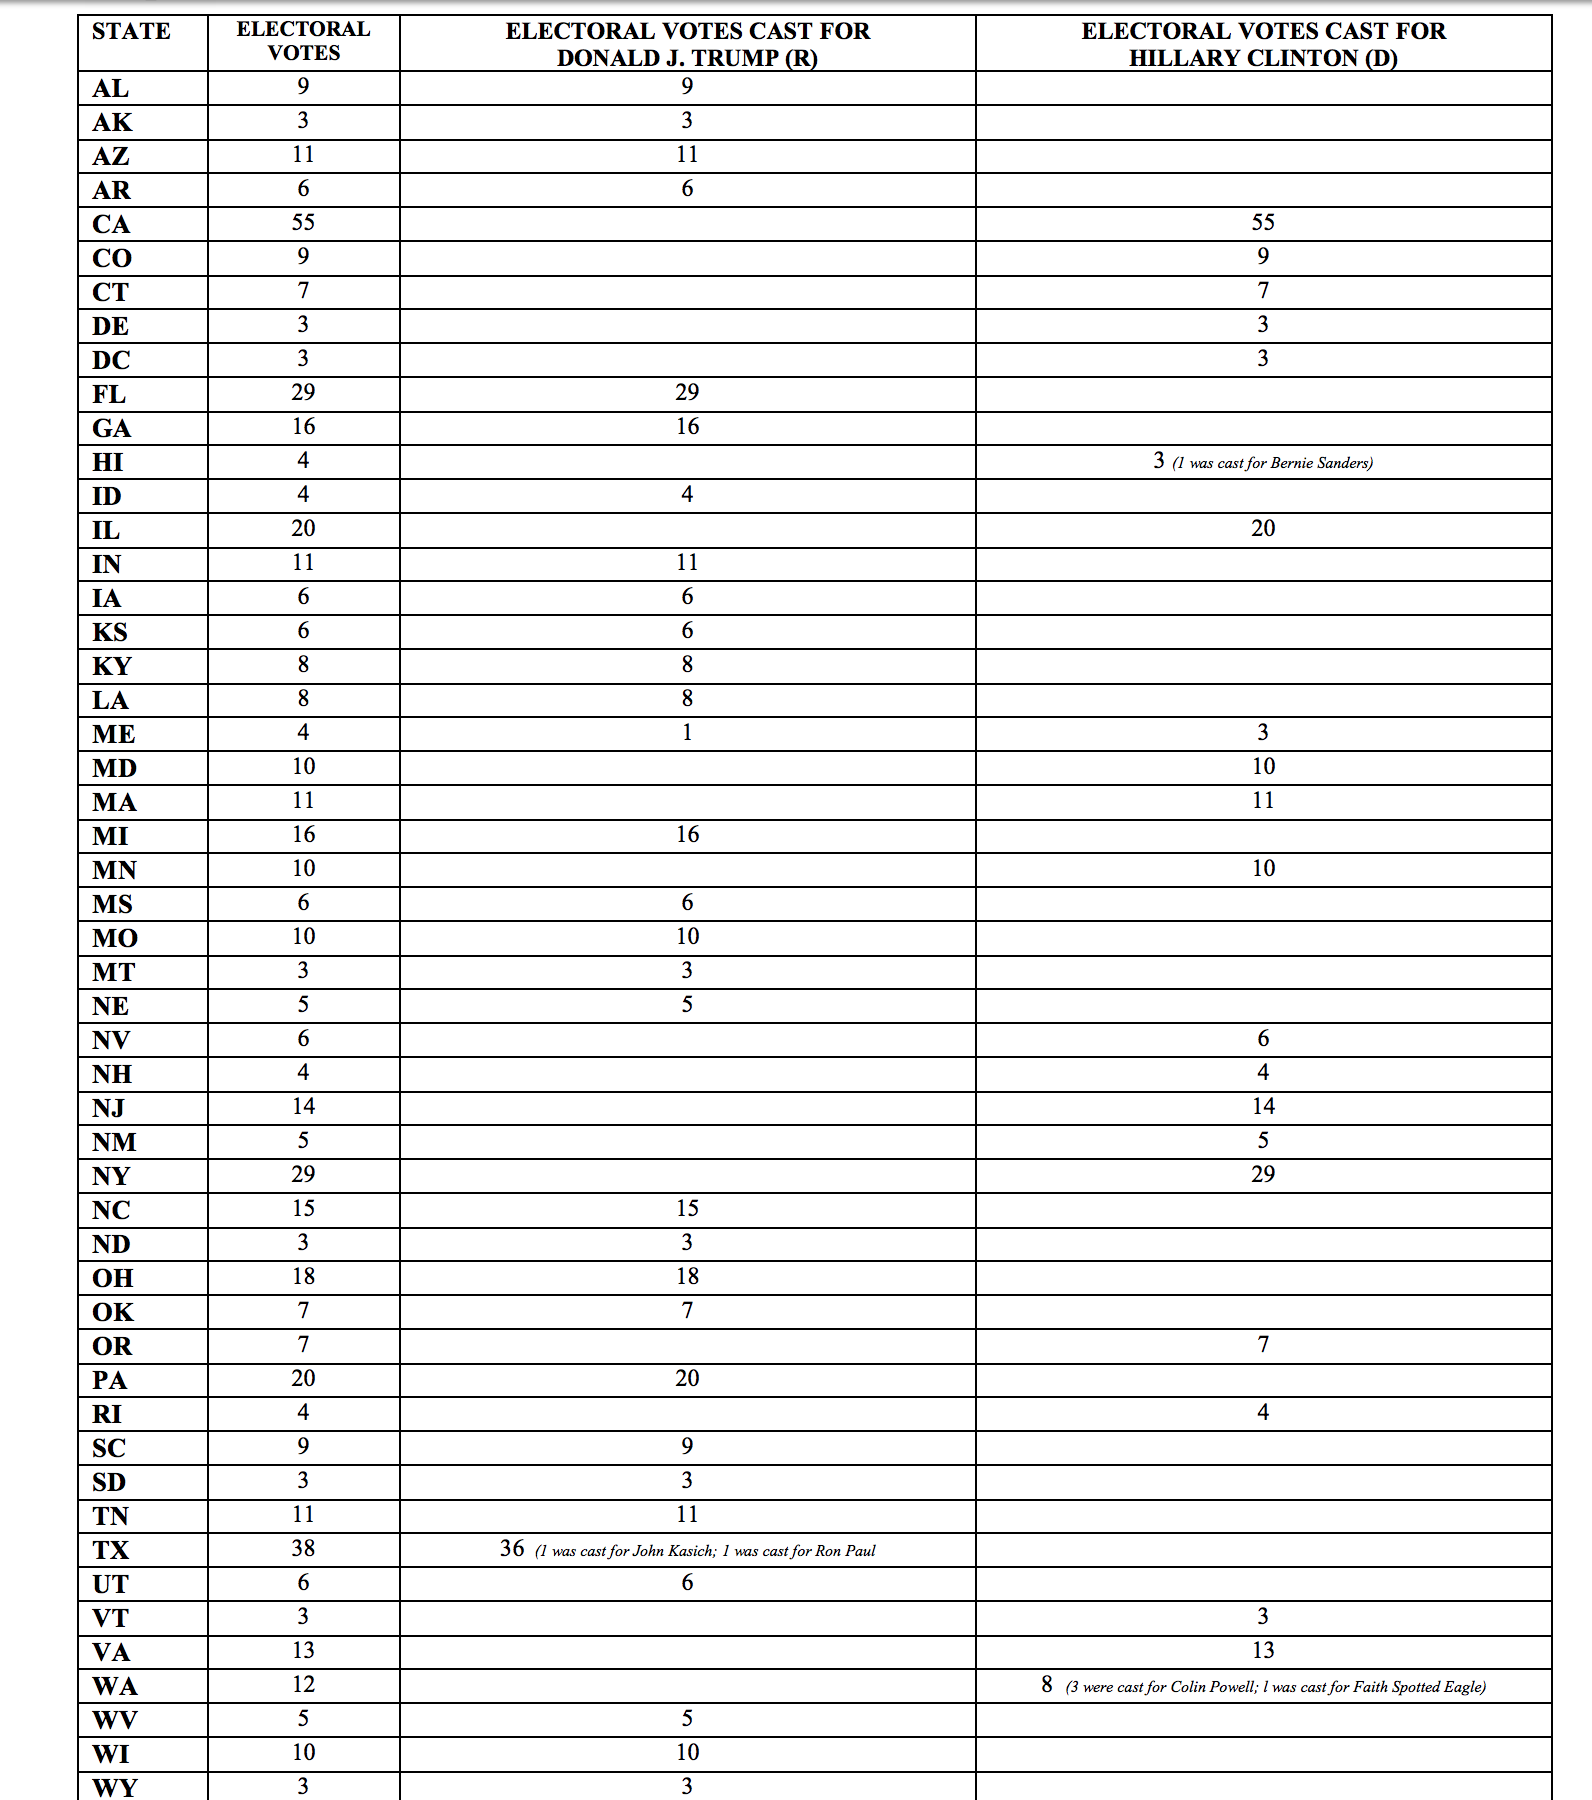 STATE ELECTORAL VOTES ELECTORAL VOTES CAST FOR DONALD J. TRUMP (R) ELECTORAL VOTES CAST FOR HILLARY CLINTON (D)
AL 9 9
AK 3 3
AZ 11 11
AR 6 6
CA 55 55
CO 9 9
CT 7 7
DE 3 3
DC 3 3
FL 29 29
GA 16 16
HI 4 3 (1 was cast for Bernie Sanders)
ID 4 4
IL 20 20
IN 11 11
IA 6 6
KS 6 6
KY 8 8
LA 8 8
ME 4 1 3
MD 10 10
MA 11 11
MI 16 16
MN 10 10
MS 6 6
MO 10 10
MT 3 3
NE 5 5
NV 6 6
NH 4 4
NJ 14 14
NM 5 5
NY 29 29
NC 15 15
ND 3 3
OH 18 18
OK 7 7
OR 7 7
PA 20 20
RI 4 4
SC 9 9
SD 3 3
TN 11 11
TX 38 36 (1 was cast for John Kasich; 1 was cast for Ron Paul
UT 6 6
VT 3 3
VA 13 13
WA 12 8 (3 were cast for Colin Powell; l was cast for Faith Spotted Eagle)
WV 5 5
WI 10 10
WY 3 3